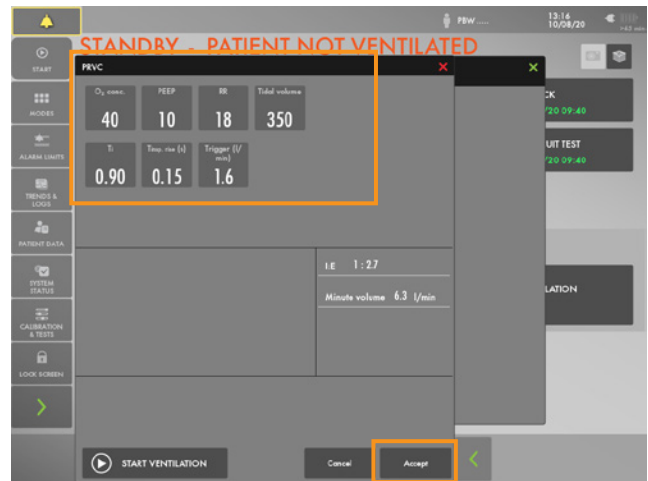 PBW .....
13:16
10/08/20
>62 min
STANDBY - PATIENT NOT VENTILATED
START
MODES
ALARM LIMITS
TRENDS &
LOGS
PATIENT DATA
SYSTEM
STATUS
CALIBRATION
& TESTS
LOCK SCREEN
PRVC
O₂ conc.
40
PEEP
10
RR
18
Tidal volume
350
Ti
0.90
Tinsp. rise (s)
0.15
Trigger (l/
min)
1.6
I:E 1 : 2.7
Minute volume 6.3 l/min
START VENTILATION
Cancel
Accept
CK
/20 09:40
UIT TEST
/20 09:40
LATION